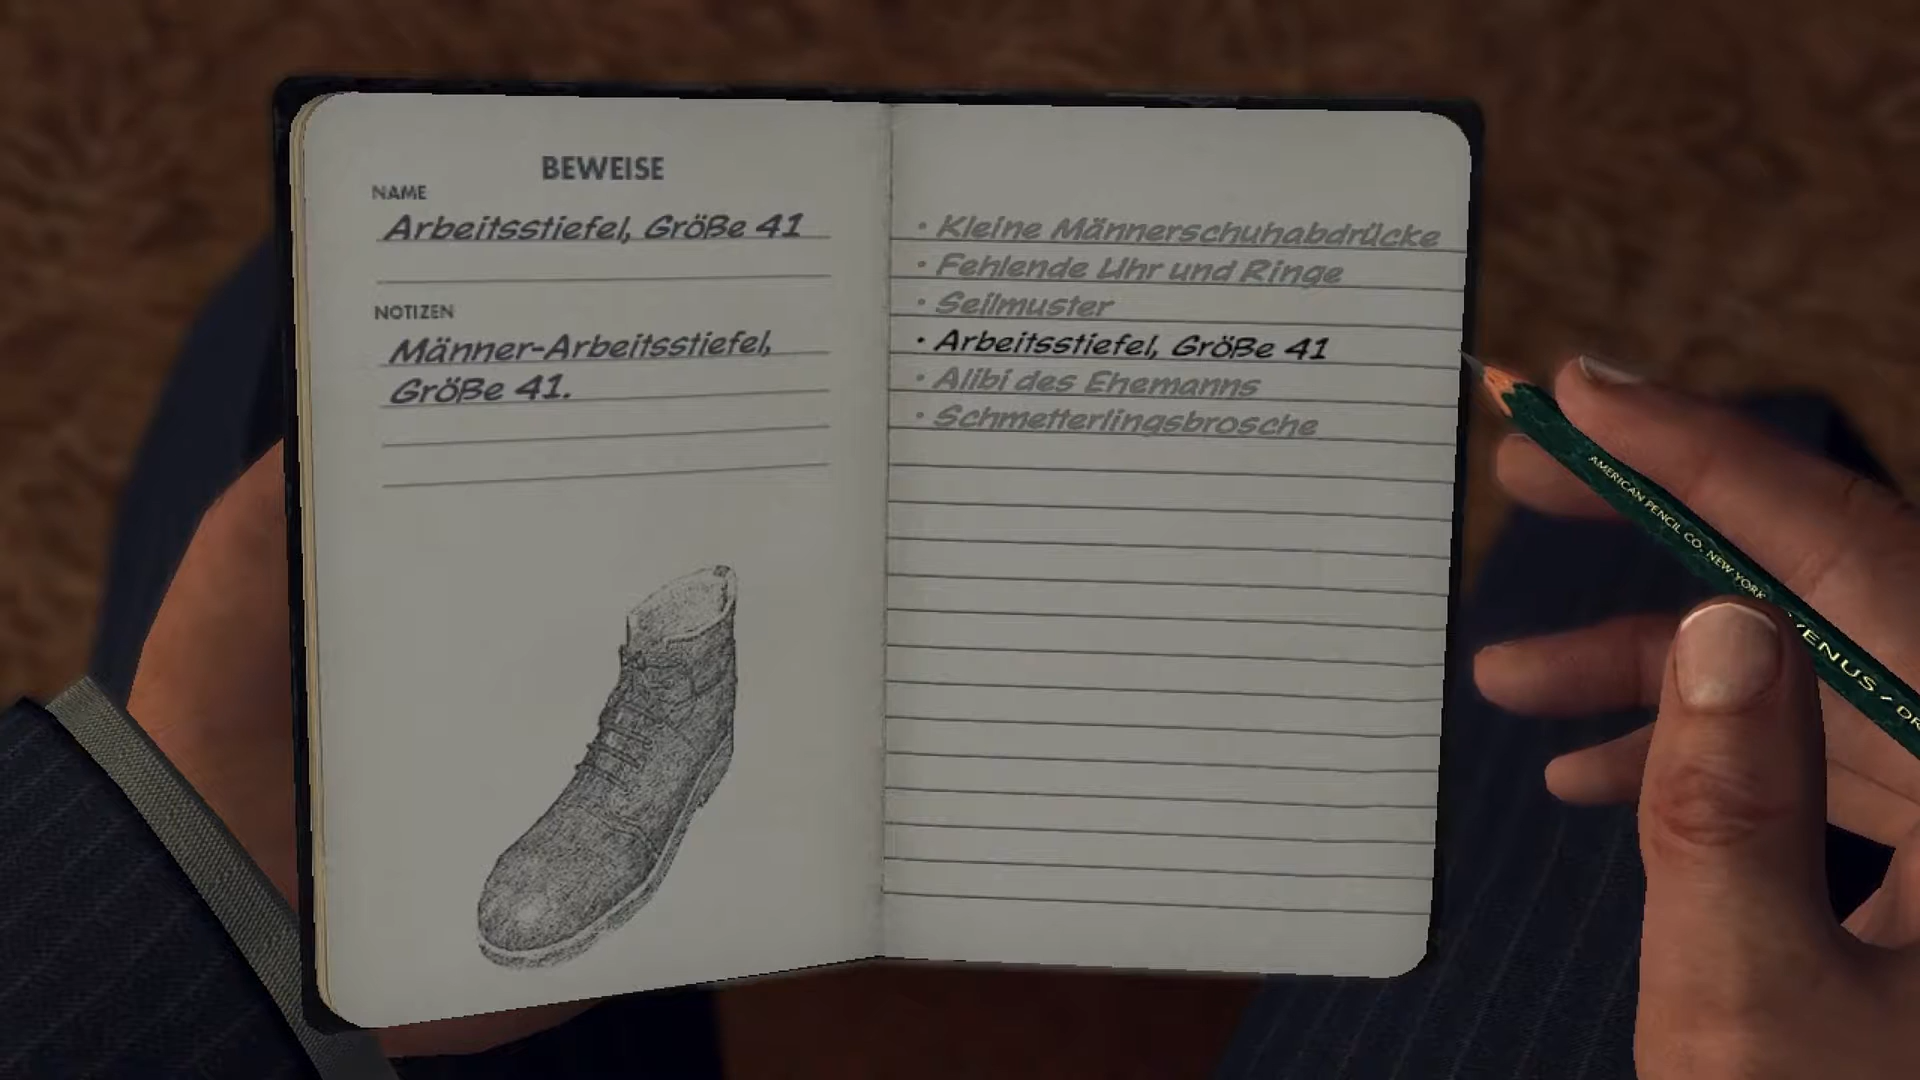 BEWEISE
NAME
Arbeitsstiefel, Größe 41
NOTIZEN
Männer-Arbeitsstiefel,
Größe 41.
• Kleine Männerschuhabdrücke
• Fehlende Uhr und Ringe
• Seilmuster
• Arbeitsstiefel, Größe 41
• Alibi des Ehemanns
• Schmetterlingsbrosche
AMERICAN PENCIL CO. NEW YORK
VENUS / DR